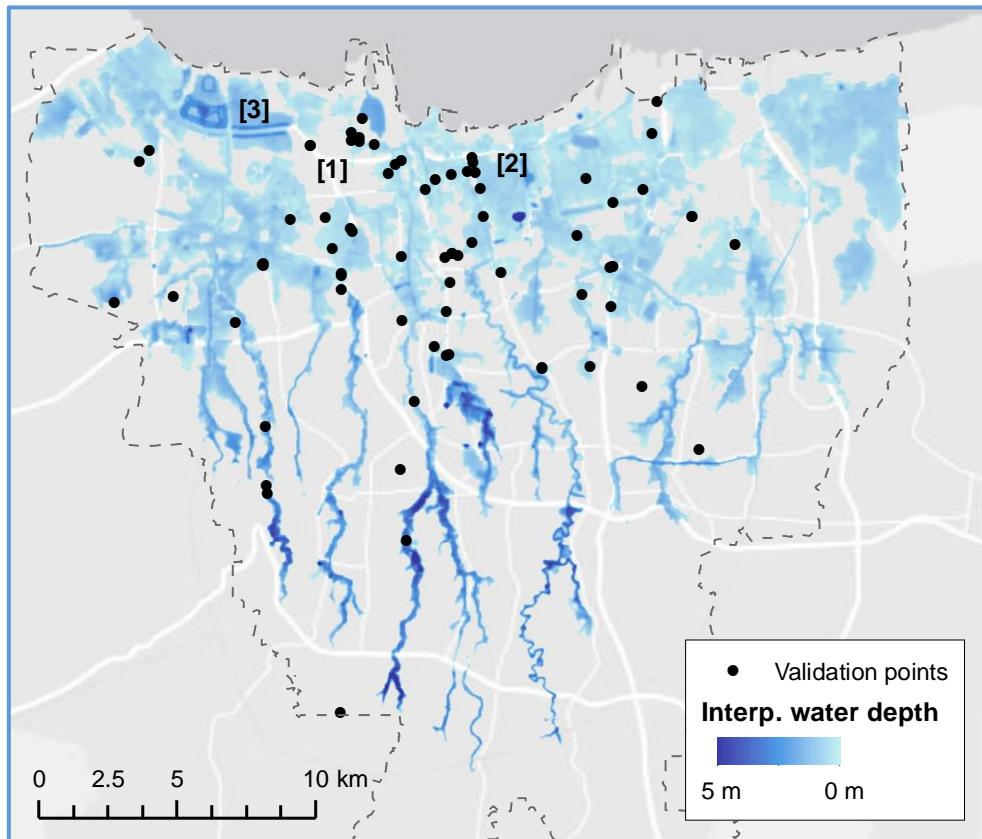 [3]
[1]
[2]
Validation points
Interp. water depth
5 m 0 m
0 2.5 5 10 km